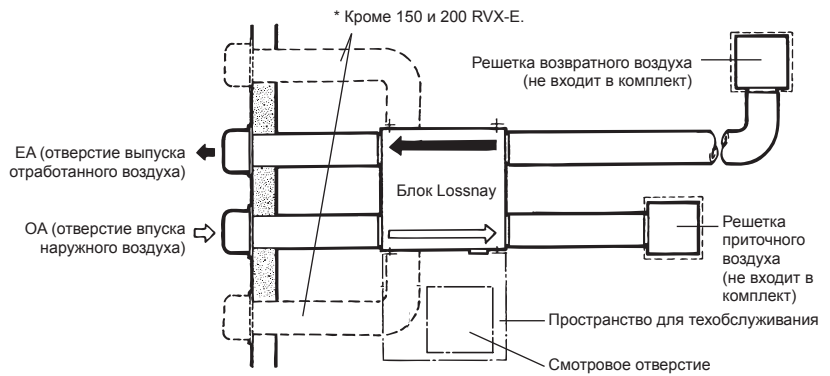 * Кроме 150 и 200 RVX-E.
Решетка возвратного воздуха
(не входит в комплект)
EA (отверстие выпуска
отработанного воздуха)
Блок Lossnay
OA (отверстие впуска
наружного воздуха)
Решетка
приточного
воздуха
(не входит в
комплект)
Пространство для техобслуживания
Смотровое отверстие